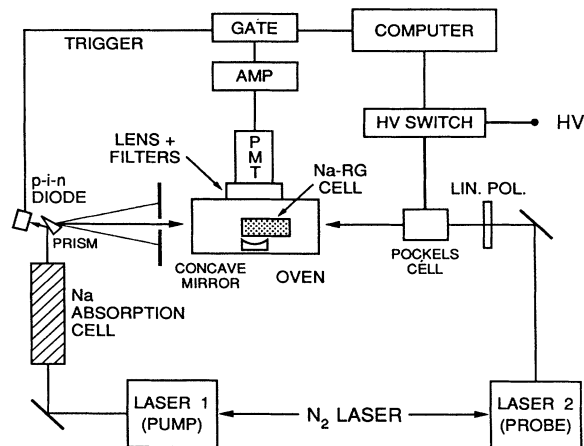 GATE
COMPUTER
TRIGGER
AMP
HV SWITCH
HV
LENS +
FILTERS
PMT
Na-RG
CELL
LIN. POL.
p-i-n
DIODE
PRISM
POCKELS
CELL
CONCAVE
MIRROR
OVEN
Na
ABSORPTION
CELL
LASER 1
(PUMP)
N₂ LASER
LASER 2
(PROBE)